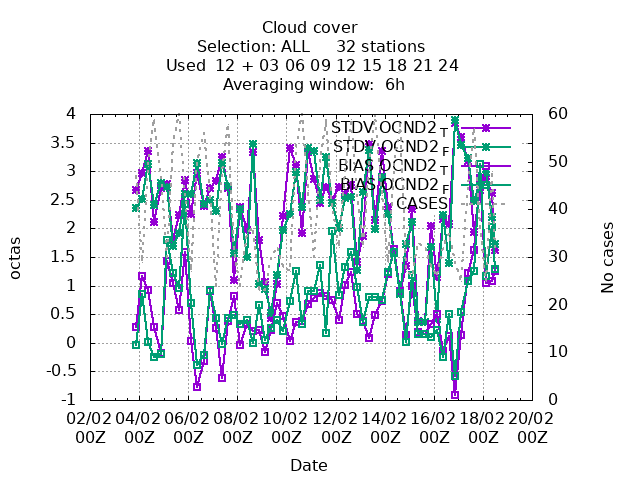 Cloud cover
Selection: ALL 32 stations
Used 12 + 03 06 09 12 15 18 21 24
Averaging window: 6h
4 60
STDV OCND2 T
3.5 STDV OCND2 F 50
3 BIAS OCND2 T
2.5 BIAS OCND2 F 40
CASES
2
1.5 30
1
0.5 20
0 10
-0.5
-1 0
octas
No cases
02/02 04/02 06/02 08/02 10/02 12/02 14/02 16/02 18/02 20/02
00Z 00Z 00Z 00Z 00Z 00Z 00Z 00Z 00Z 00Z
Date